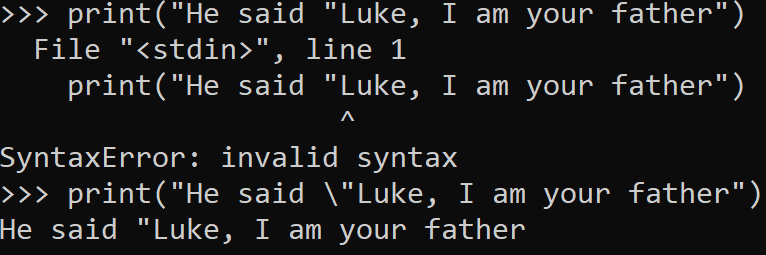 >>> print("He said "Luke, I am your father")
  File "<stdin>", line 1
    print("He said "Luke, I am your father")
                    ^
SyntaxError: invalid syntax
>>> print("He said \"Luke, I am your father")
He said "Luke, I am your father